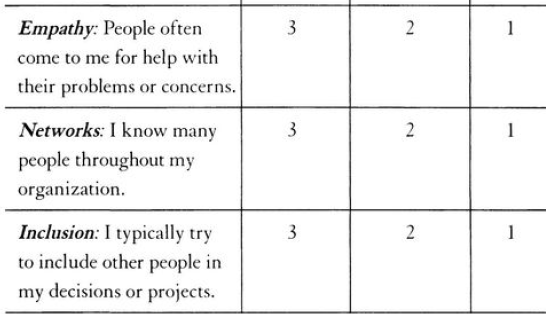 Empathy: People often 3 2 1
come to me for help with
their problems or concerns.
Networks: I know many 3 2 1
people throughout my
organization.
Inclusion: I typically try 3 2 1
to include other people in
my decisions or projects.